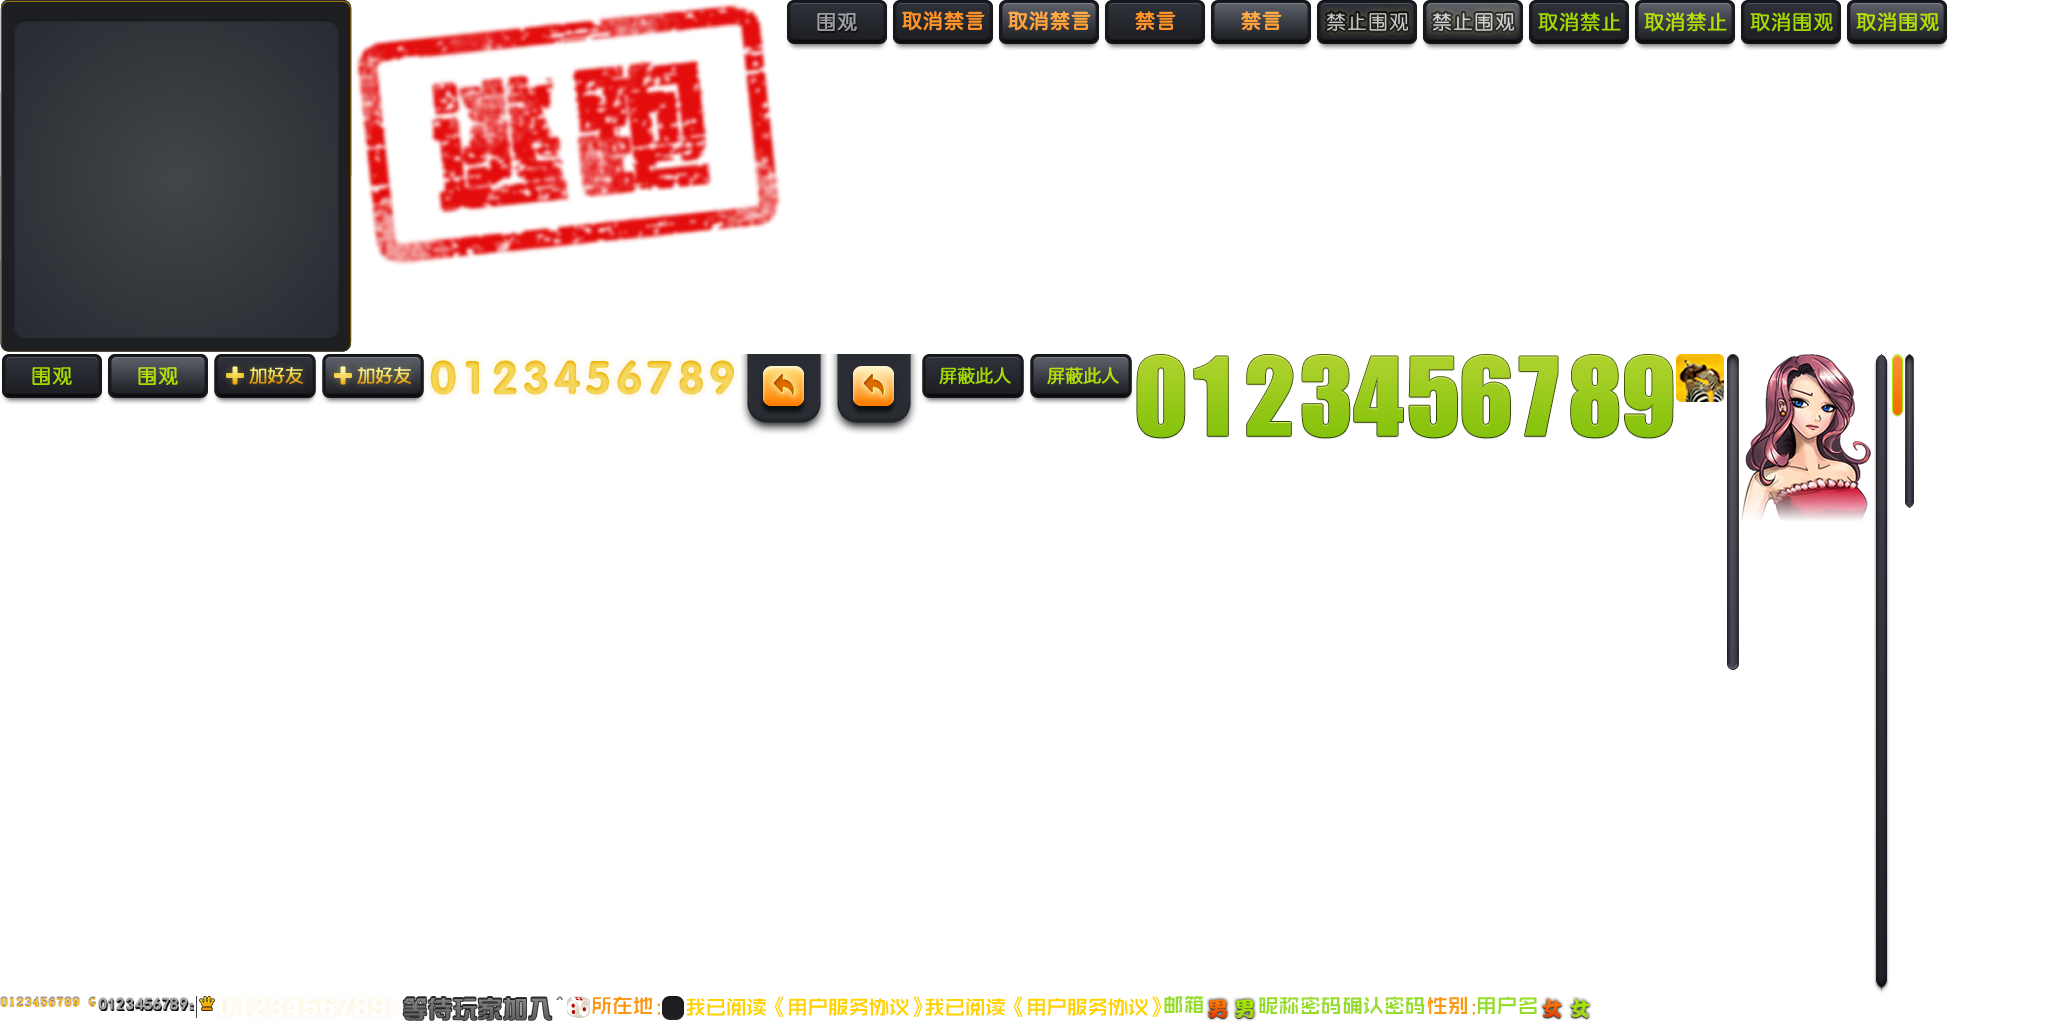 逃跑
围观 取消禁言 取消禁言 禁言 禁言 禁止围观 禁止围观 取消禁止 取消禁止 取消围观 取消围观
围观 围观 加好友 加好友 0123456789 屏蔽此人 屏蔽此人 0123456789
0123456789 G 0123456789: 0123456789 等待玩家加入 所在地: 我已阅读《用户服务协议》我已阅读《用户服务协议》邮箱 男 男 昵称密码确认密码性别:用户名 女 女